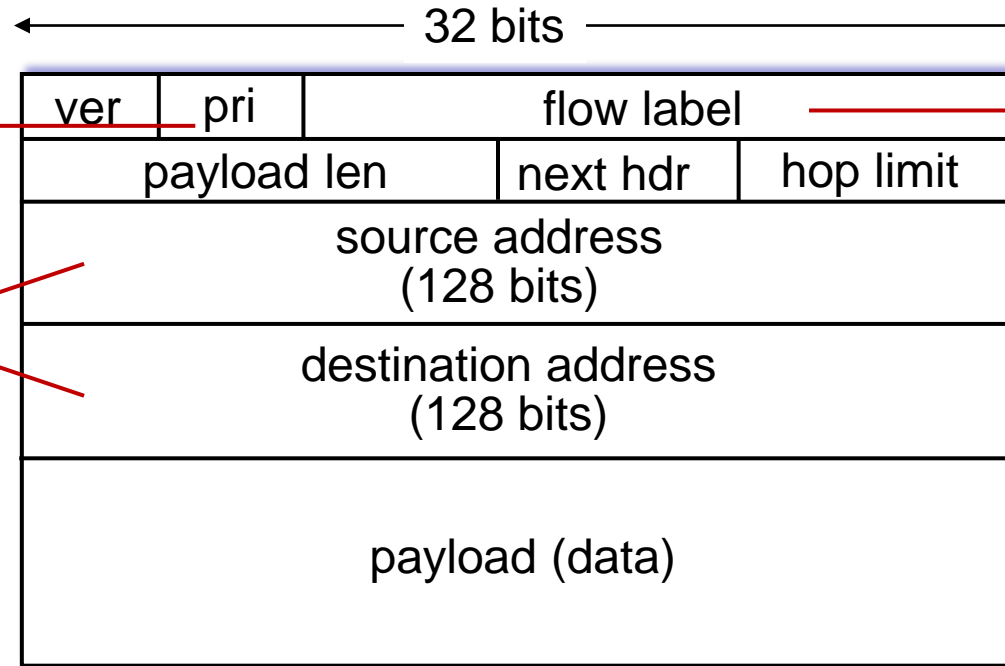 32 bits
ver pri flow label
payload len next hdr hop limit
source address
(128 bits)
destination address
(128 bits)
payload (data)